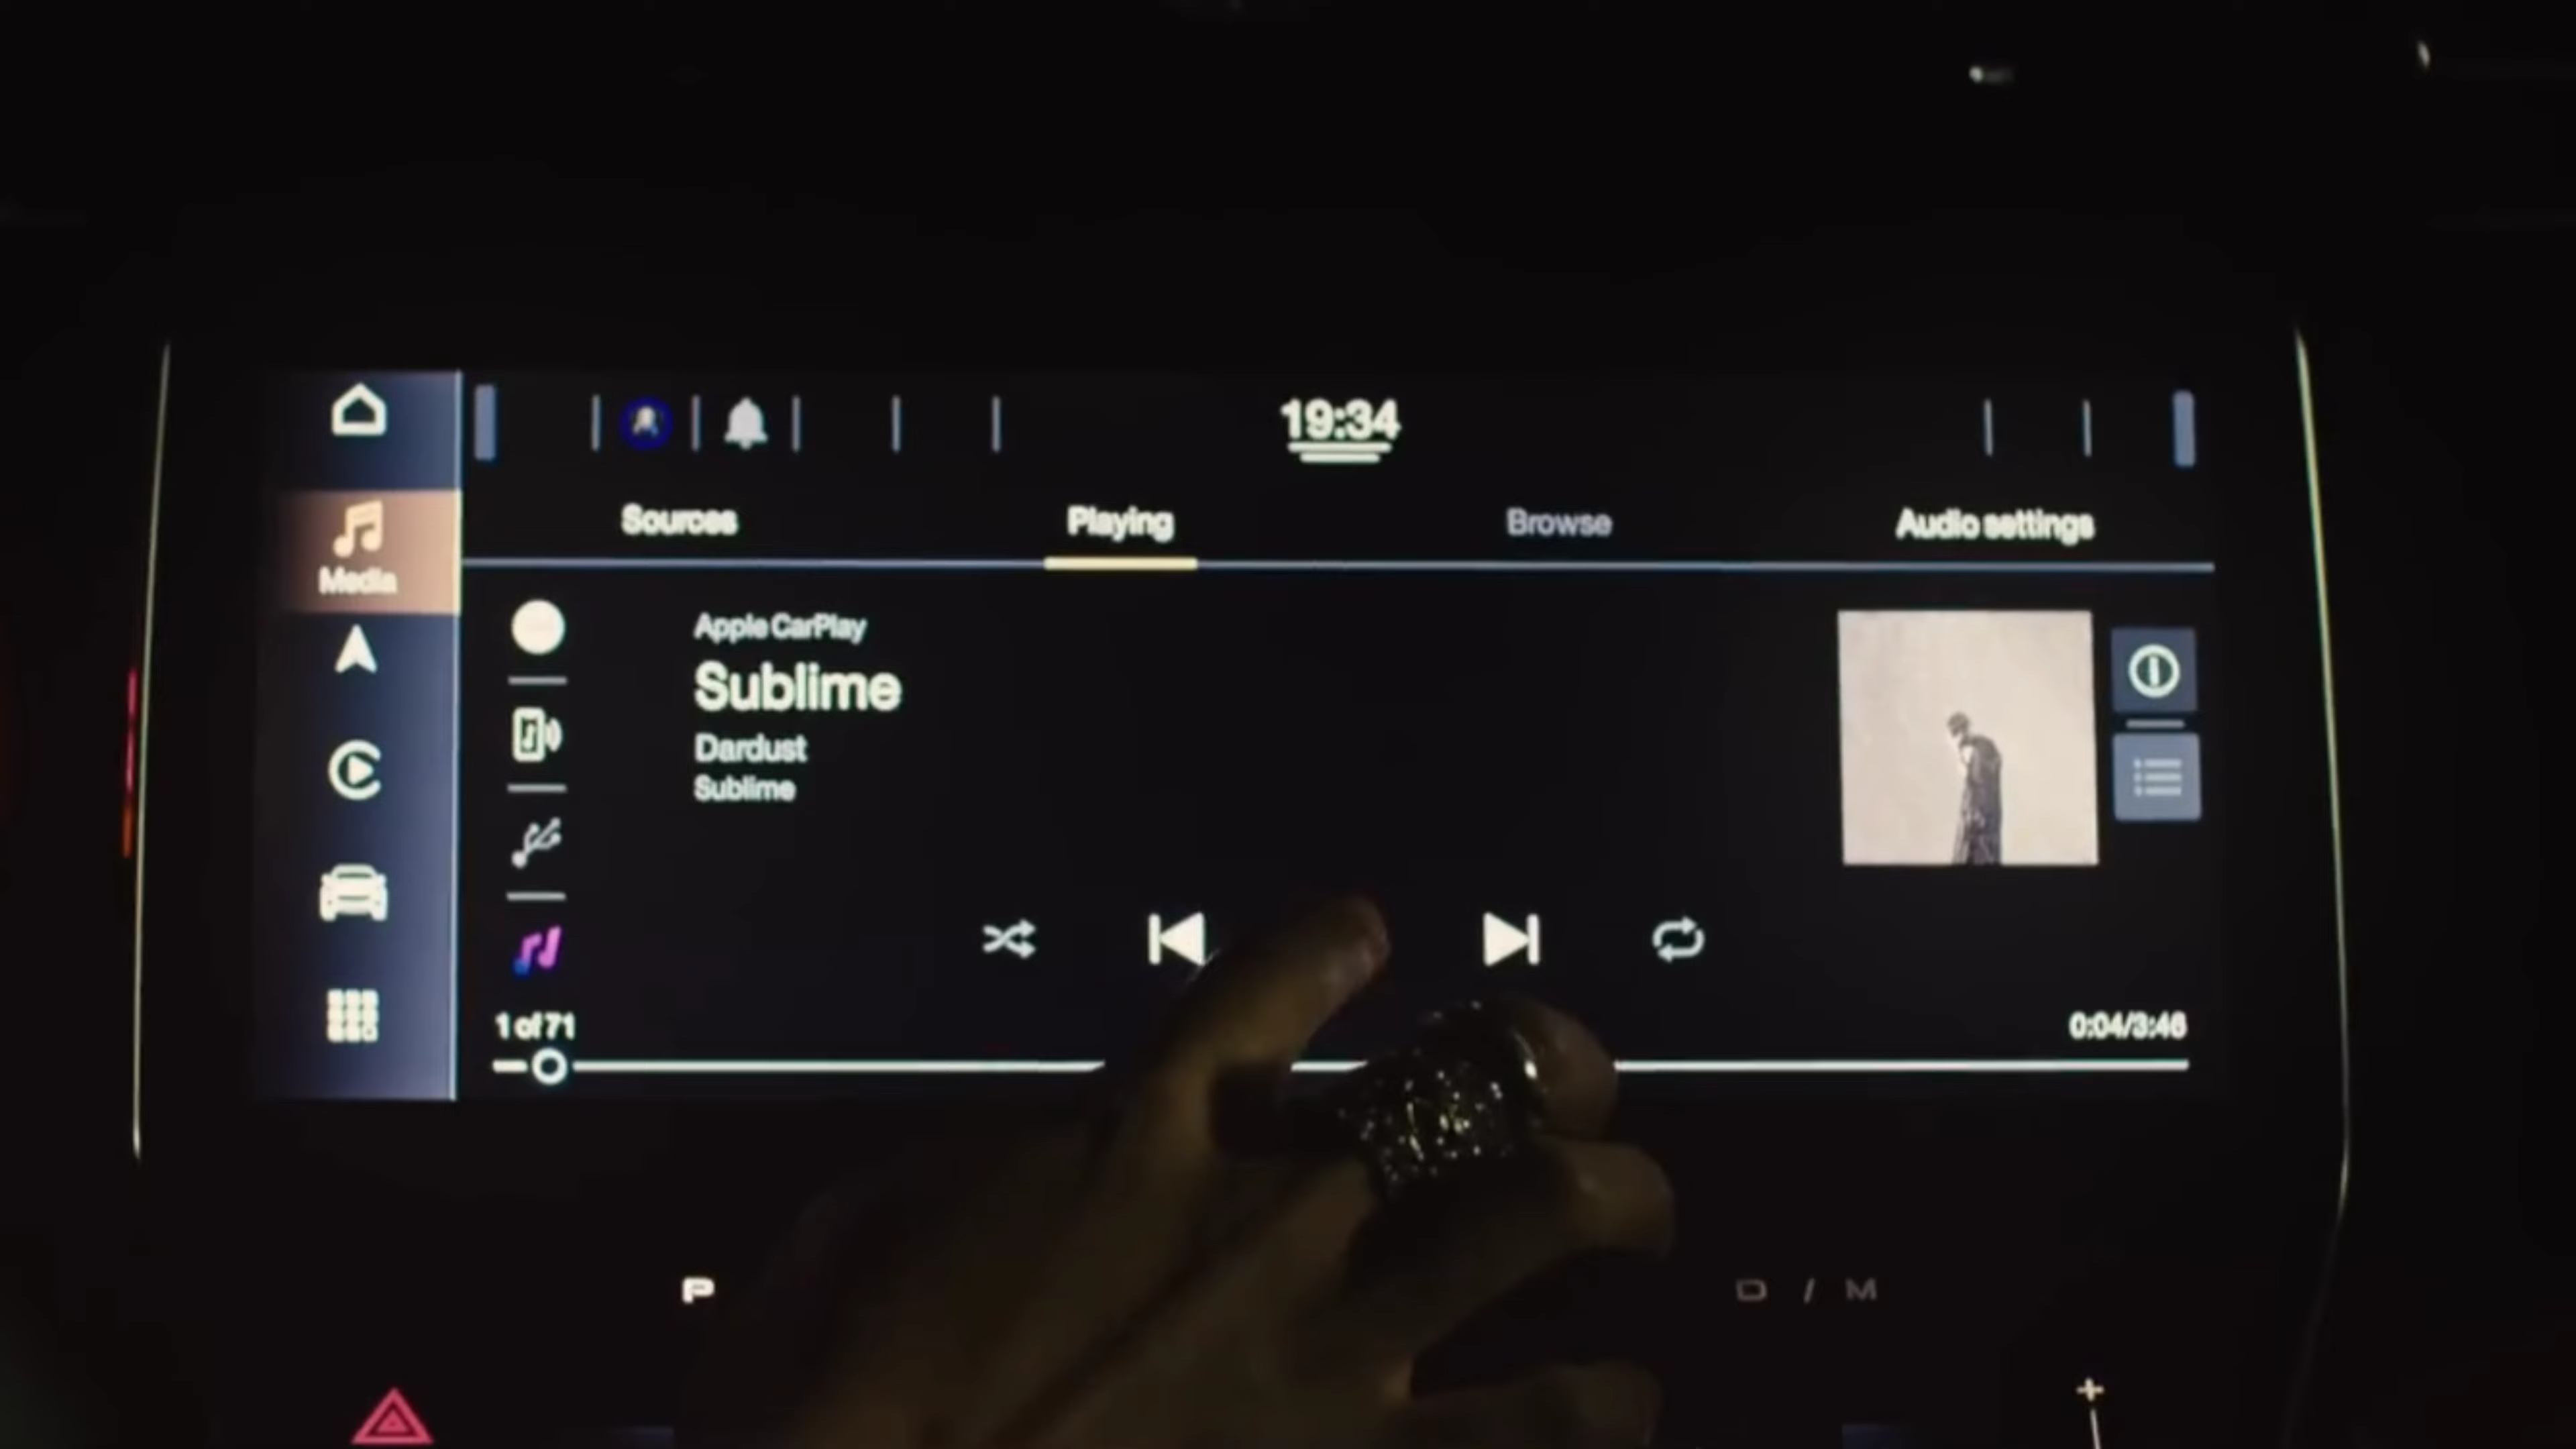 19:34
Sources
Playing
Browse
Audio settings
Media
Apple CarPlay
Sublime
Dardust
Sublime
1 of 71
0:04/3:46
P
D / M
+